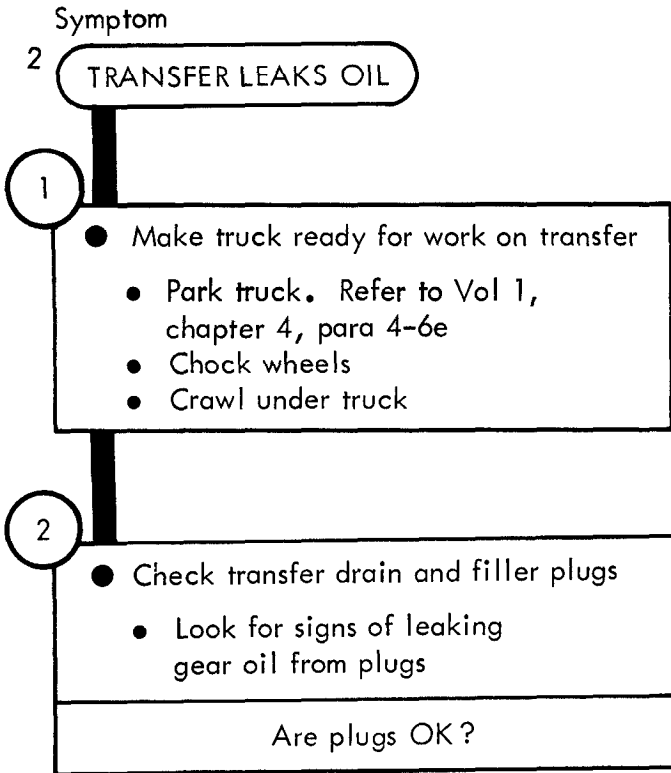 Symptom
2
TRANSFER LEAKS OIL
1
● Make truck ready for work on transfer
● Park truck. Refer to Vol 1,
chapter 4, para 4-6e
● Chock wheels
● Crawl under truck
2
● Check transfer drain and filler plugs
● Look for signs of leaking
gear oil from plugs
Are plugs OK?